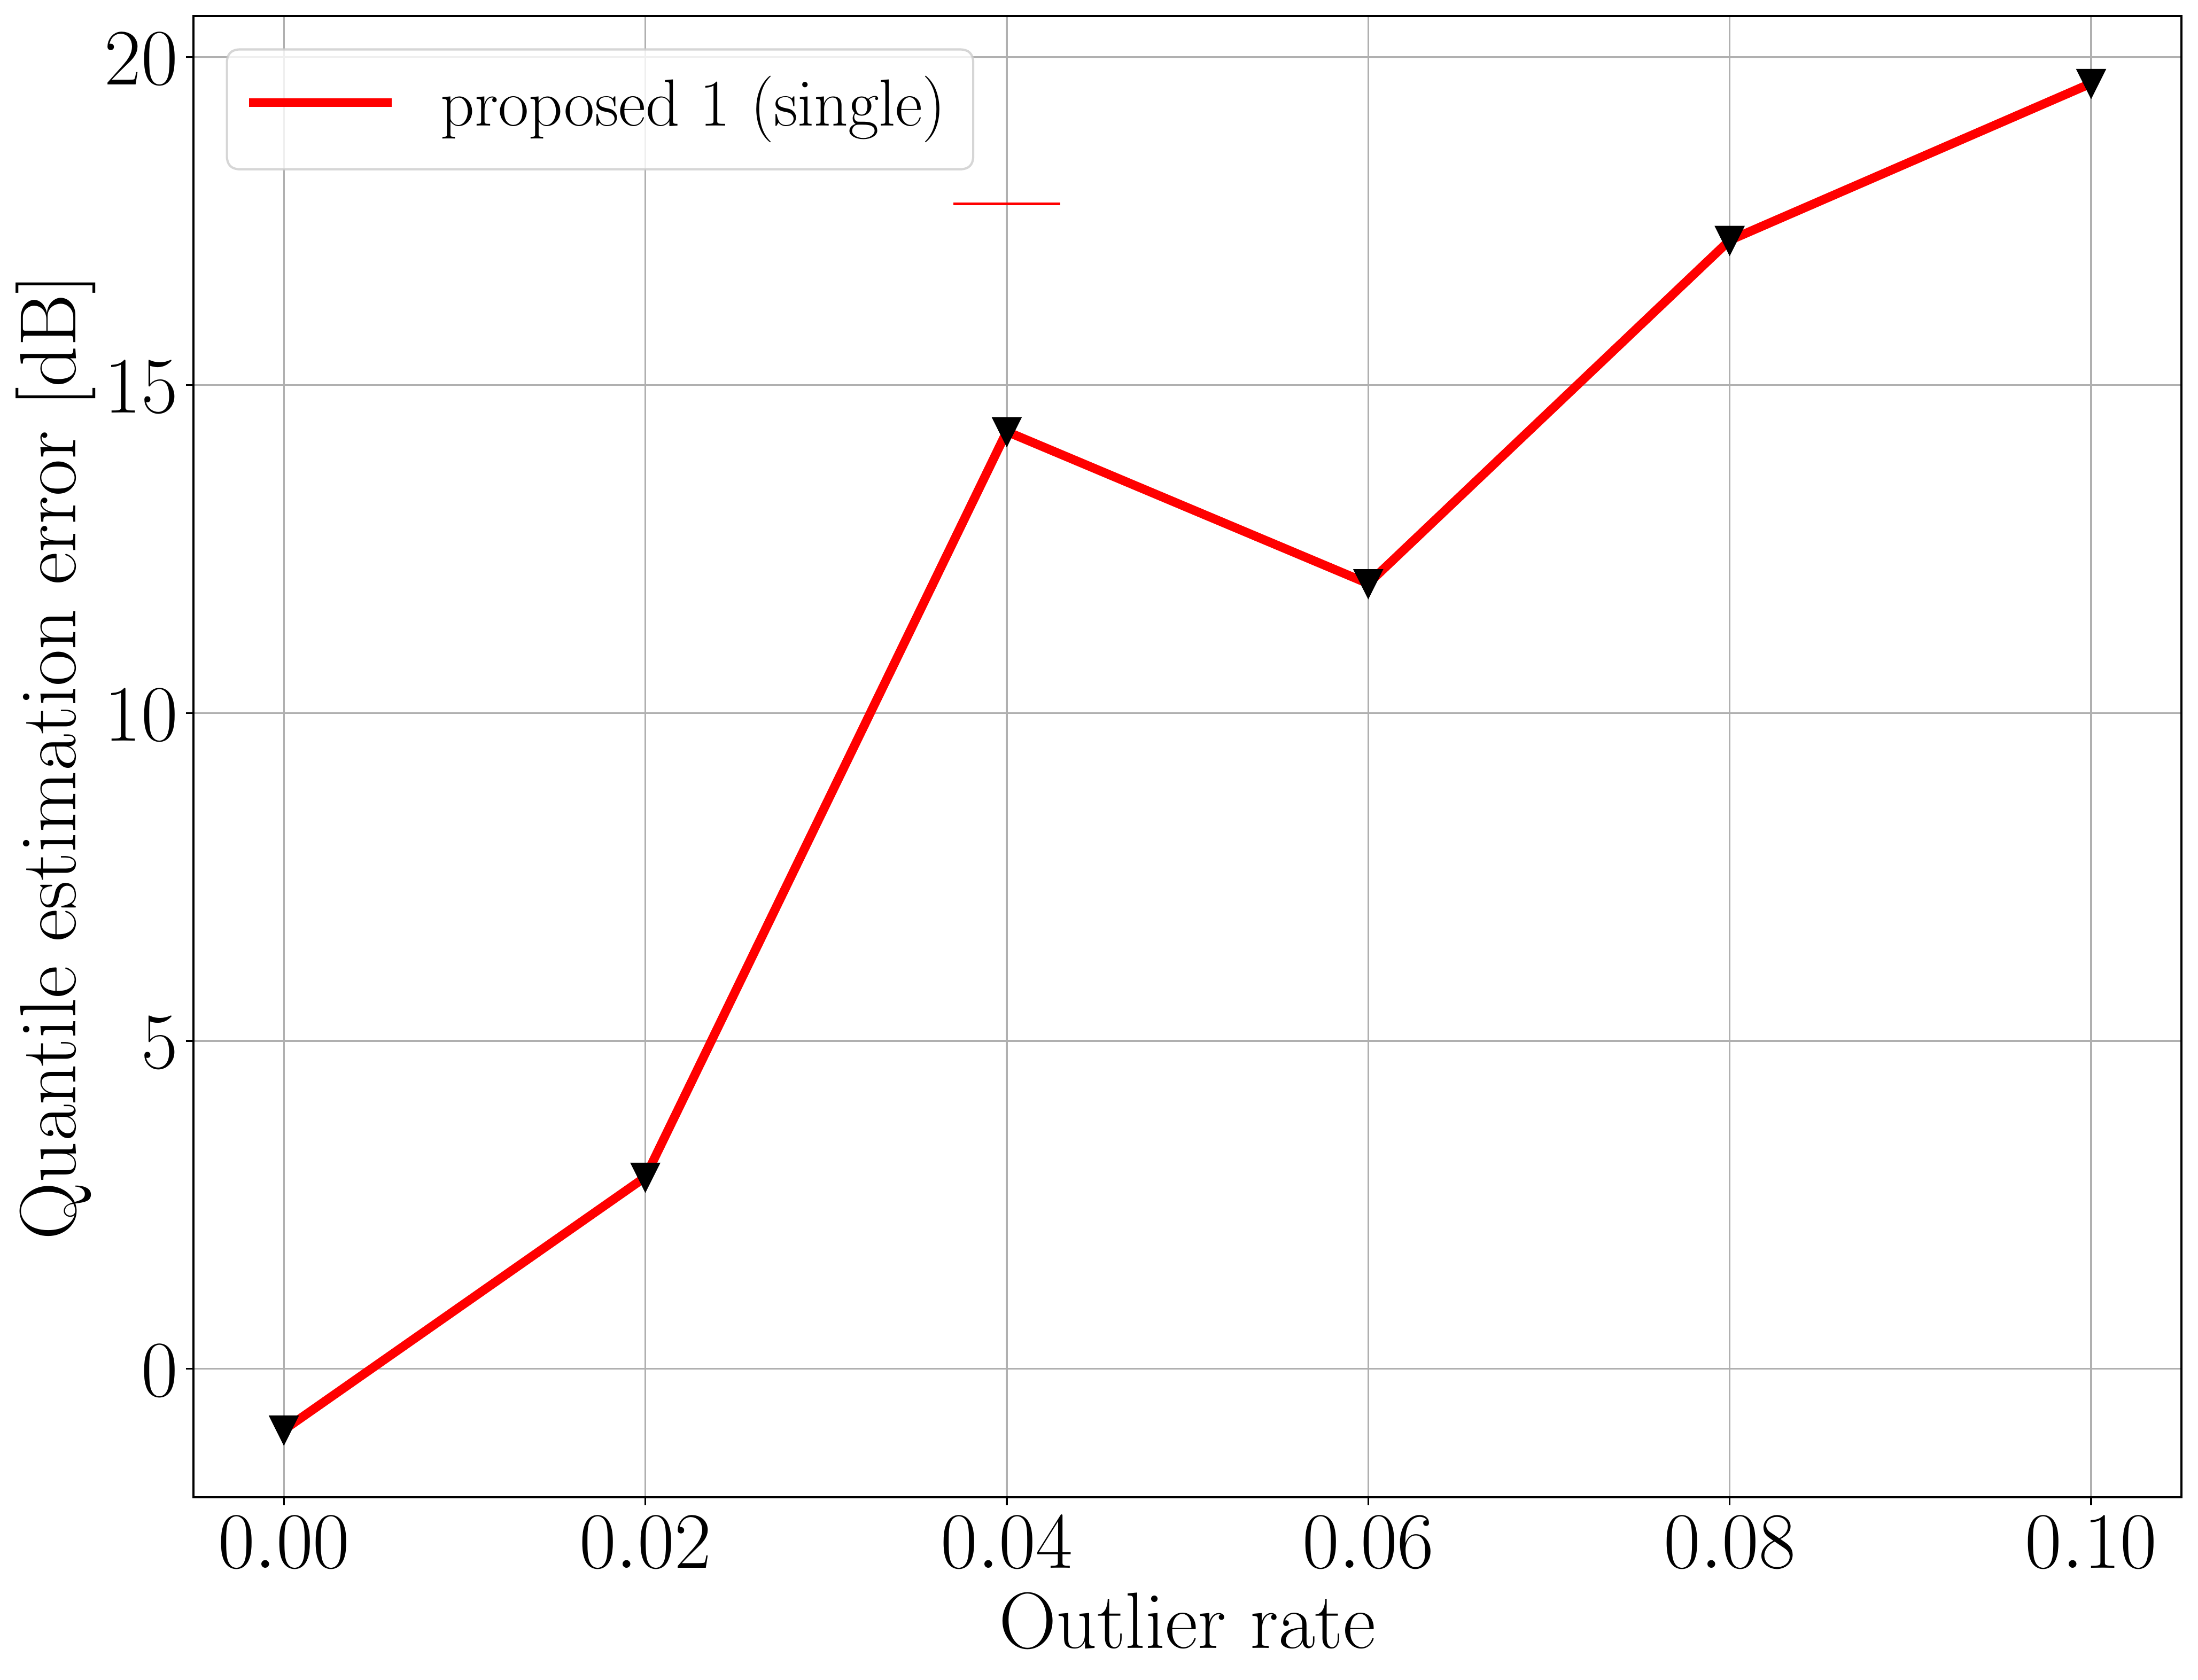 proposed 1 (single)
Quantile estimation error [dB]
20
15
10
5
0
0.00 0.02 0.04 0.06 0.08 0.10
Outlier rate